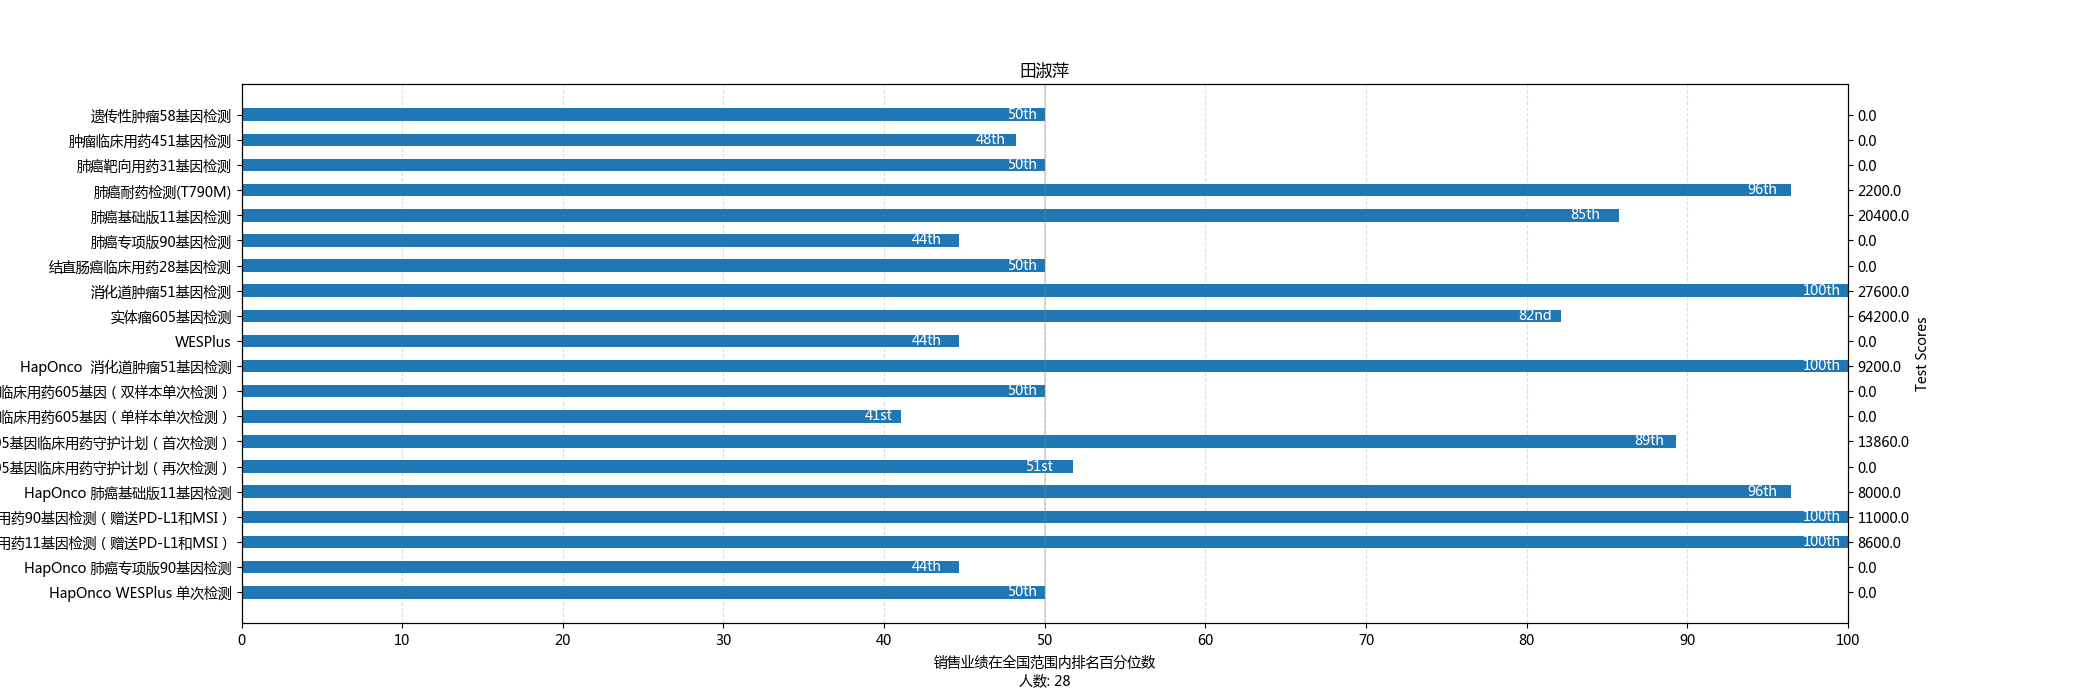 田淑萍
遗传性肿瘤58基因检测 50th 0.0
肿瘤临床用药451基因检测 48th 0.0
肺癌靶向用药31基因检测 50th 0.0
肺癌耐药检测(T790M) 96th 2200.0
肺癌基础版11基因检测 85th 20400.0
肺癌专项版90基因检测 44th 0.0
结直肠癌临床用药28基因检测 50th 0.0
消化道肿瘤51基因检测 100th 27600.0
实体瘤605基因检测 82nd 64200.0
WESPlus 44th 0.0
HapOnco  消化道肿瘤51基因检测 100th 9200.0
临床用药605基因（双样本单次检测） 50th 0.0
临床用药605基因（单样本单次检测） 41st 0.0
5基因临床用药守护计划（首次检测） 89th 13860.0
5基因临床用药守护计划（再次检测） 51st 0.0
HapOnco 肺癌基础版11基因检测 96th 8000.0
用药90基因检测（赠送PD-L1和MSI） 100th 11000.0
用药11基因检测（赠送PD-L1和MSI） 100th 8600.0
HapOnco 肺癌专项版90基因检测 44th 0.0
HapOnco WESPlus 单次检测 50th 0.0
Test Scores
0 10 20 30 40 50 60 70 80 90 100
销售业绩在全国范围内排名百分位数
人数: 28